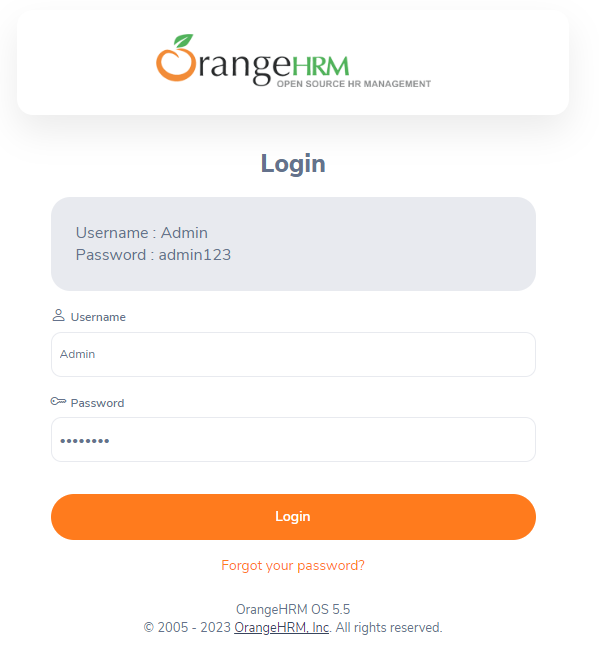 OrangeHRM
OPEN SOURCE HR MANAGEMENT
Login
Username : Admin
Password : admin123
Username
Admin
Password
••••••••
Login
Forgot your password?
OrangeHRM OS 5.5
© 2005 - 2023 OrangeHRM, Inc. All rights reserved.